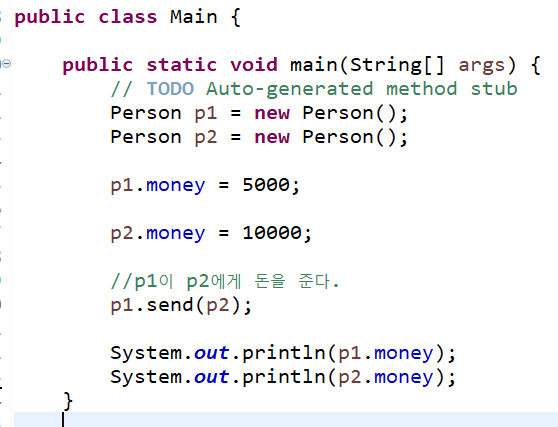 public class Main {
public static void main(String[] args) {
// TODO Auto-generated method stub
Person p1 = new Person();
Person p2 = new Person();
p1.money = 5000;
p2.money = 10000;
//p1이 p2에게 돈을 준다.
p1.send(p2);
System.out.println(p1.money);
System.out.println(p2.money);
}